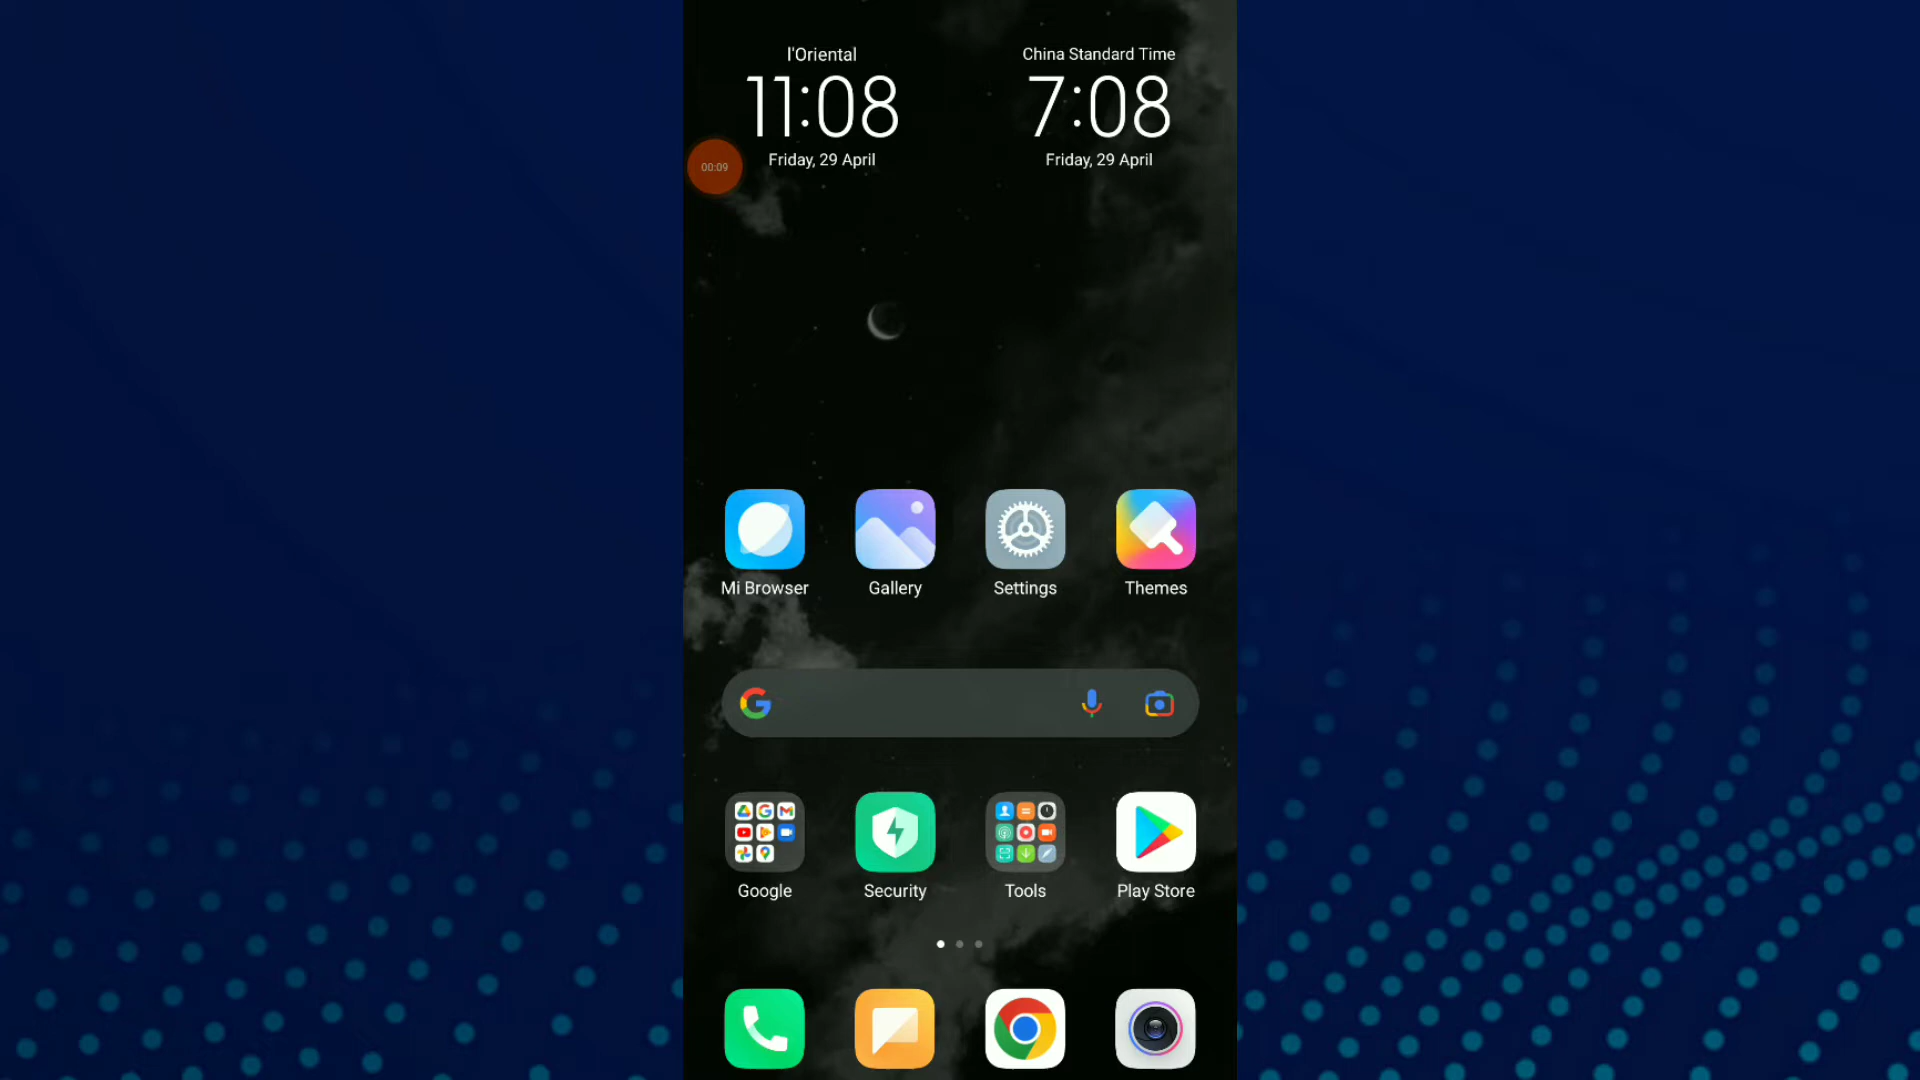 l'Oriental
11:08
Friday, 29 April
China Standard Time
7:08
Friday, 29 April
00:09
Mi Browser
Gallery
Settings
Themes
Google
Security
Tools
Play Store